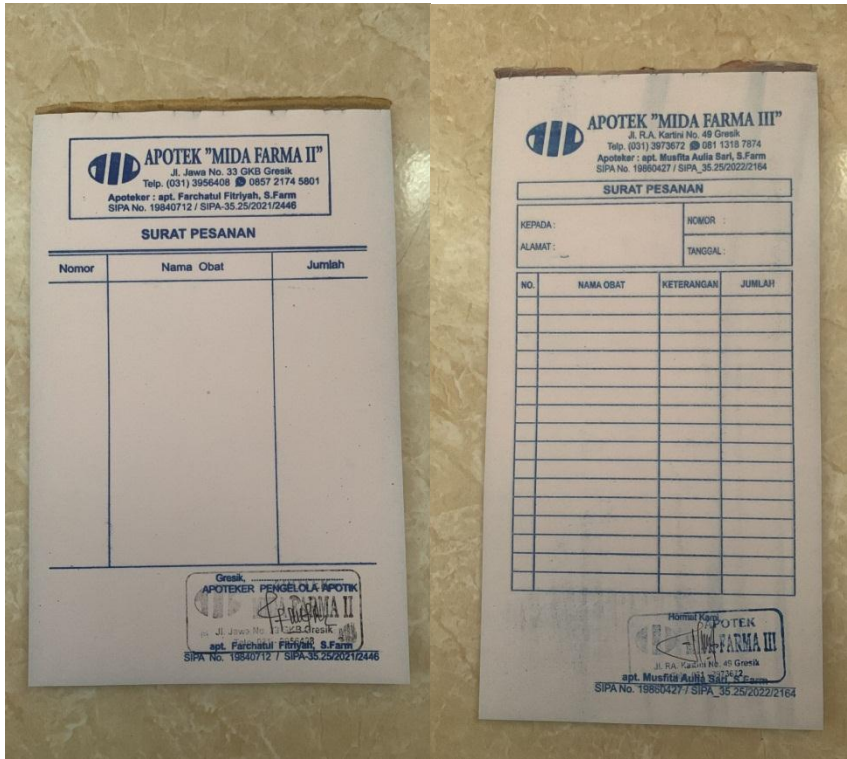 APOTEK "MIDA FARMA II"
Jl. Jawa No. 33 GKB Gresik
Telp. (031) 3956408 0857 2174 5801
Apoteker : apt. Farchatul Fitriyah, S.Farm
SIPA No. 19840712 / SIPA-35.25/2021/2446
SURAT PESANAN
Nomor Nama Obat Jumlah
Gresik, ....................
APOTEKER PENGELOLA APOTIK
FARMA II
Jl. Jawa No. 33 GKB Gresik
apt. Farchatul Fitriyah, S.Farm
SIPA No. 19840712 / SIPA-35.25/2021/2446
APOTEK "MIDA FARMA III"
Jl. R.A. Kartini No. 49 Gresik
Telp. (031) 3973672 081 1318 7874
Apoteker : apt. Musfita Aulia Sari, S.Farm
SIPA No. 19860427 / SIPA_35.25/2022/2164
SURAT PESANAN
KEPADA :
ALAMAT :
NOMOR :
TANGGAL :
NO. NAMA OBAT KETERANGAN JUMLAH
Hormat Kami
APOTEK
FARMA III
Jl. RA. Kartini No. 49 Gresik
apt. Musfita Aulia Sari, S.Farm
SIPA No. 19860427 / SIPA_35.25/2022/2164